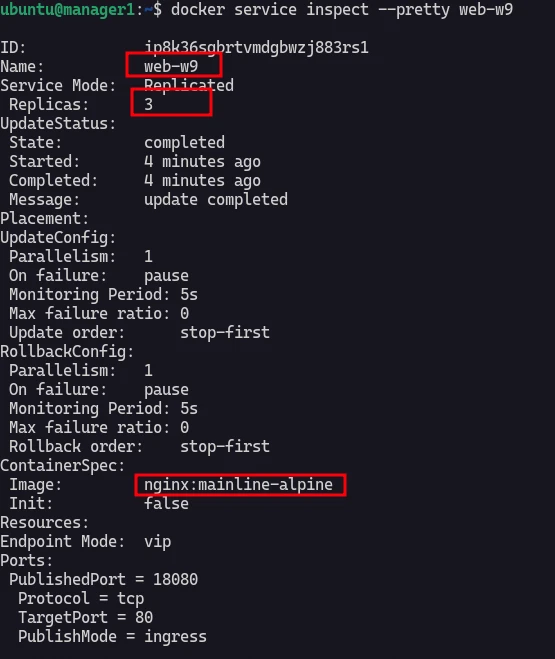 ubuntu@manager1:~$ docker service inspect --pretty web-w9
ID: ip8k36sgbrtvmdgbwzj883rs1
Name: web-w9
Service Mode: Replicated
Replicas: 3
UpdateStatus:
State: completed
Started: 4 minutes ago
Completed: 4 minutes ago
Message: update completed
Placement:
UpdateConfig:
Parallelism: 1
On failure: pause
Monitoring Period: 5s
Max failure ratio: 0
Update order: stop-first
RollbackConfig:
Parallelism: 1
On failure: pause
Monitoring Period: 5s
Max failure ratio: 0
Rollback order: stop-first
ContainerSpec:
Image: nginx:mainline-alpine
Init: false
Resources:
Endpoint Mode: vip
Ports:
PublishedPort = 18080
Protocol = tcp
TargetPort = 80
PublishMode = ingress